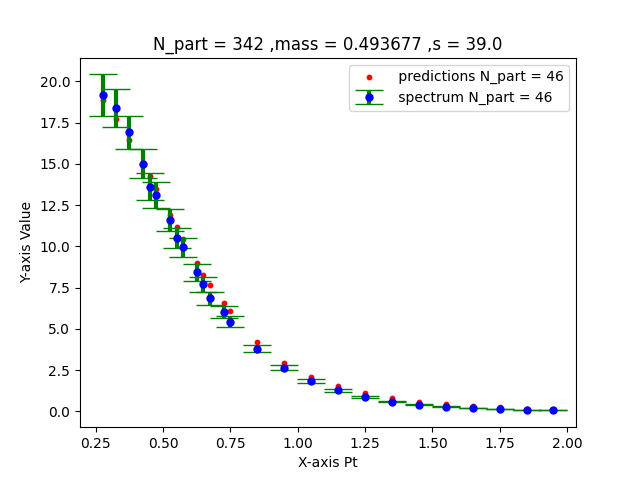 N_part = 342 ,mass = 0.493677 ,s = 39.0
predictions N_part = 46
spectrum N_part = 46
Y-axis Value
20.0
17.5
15.0
12.5
10.0
7.5
5.0
2.5
0.0
0.25 0.50 0.75 1.00 1.25 1.50 1.75 2.00
X-axis Pt